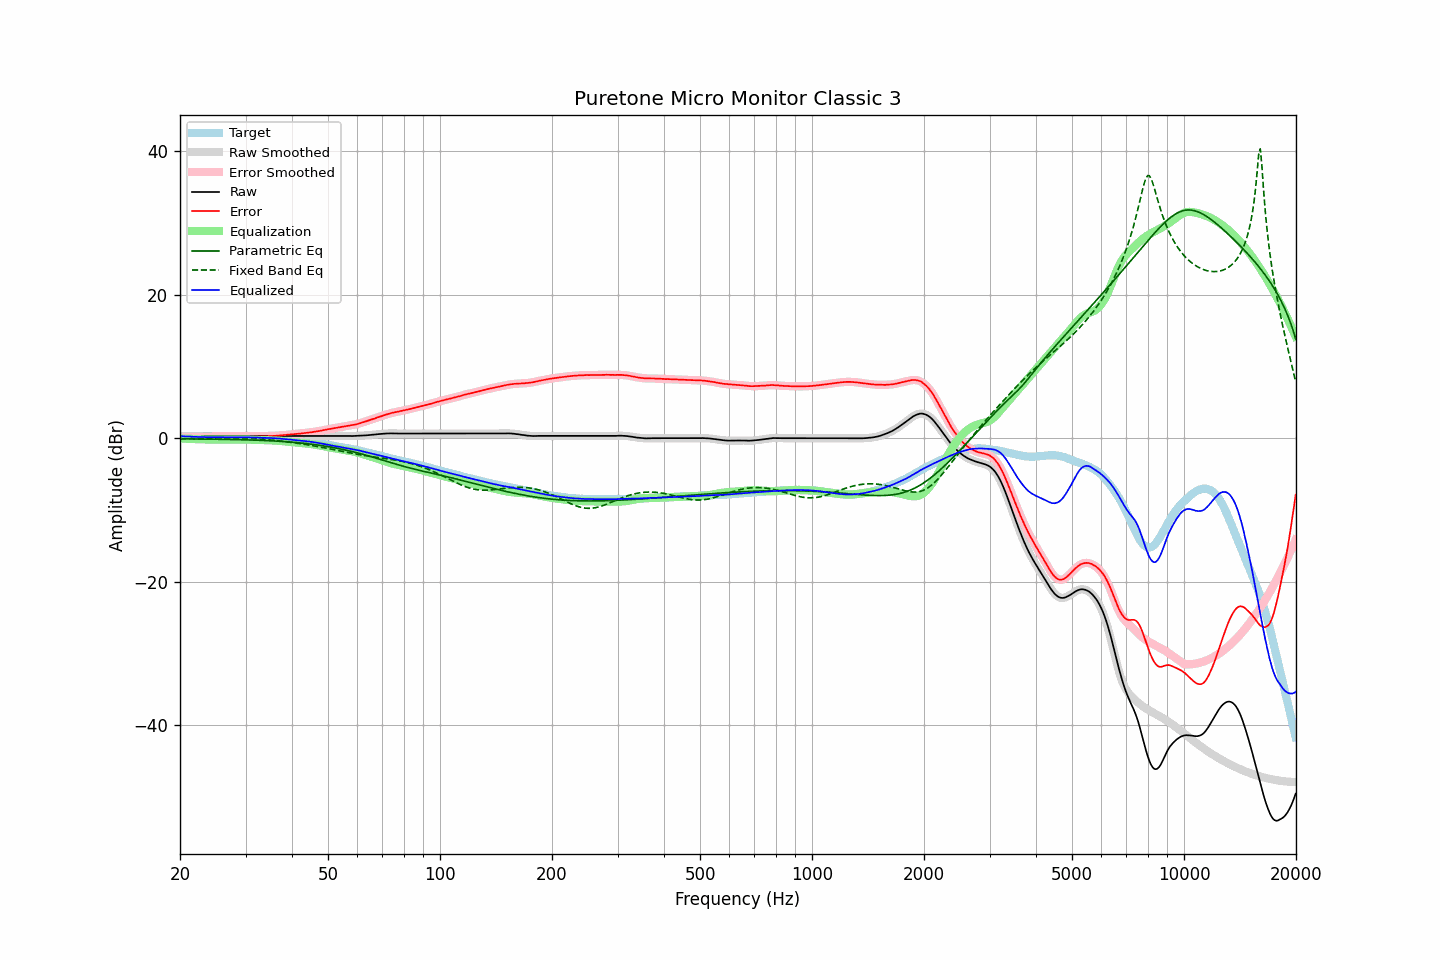 Puretone Micro Monitor Classic 3
Target
Raw Smoothed
Error Smoothed
Raw
Error
Equalization
Parametric Eq
Fixed Band Eq
Equalized
Amplitude (dBr)
40
20
0
−20
−40
20 50 100 200 500 1000 2000 5000 10000 20000
Frequency (Hz)